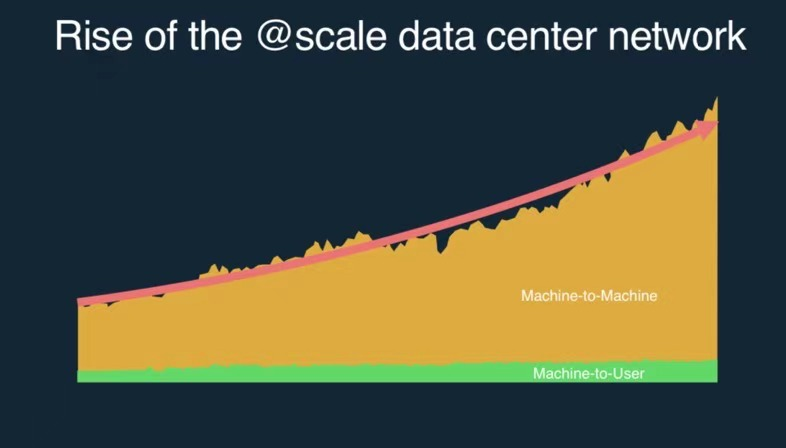 Rise of the @scale data center network
Machine-to-Machine
Machine-to-User